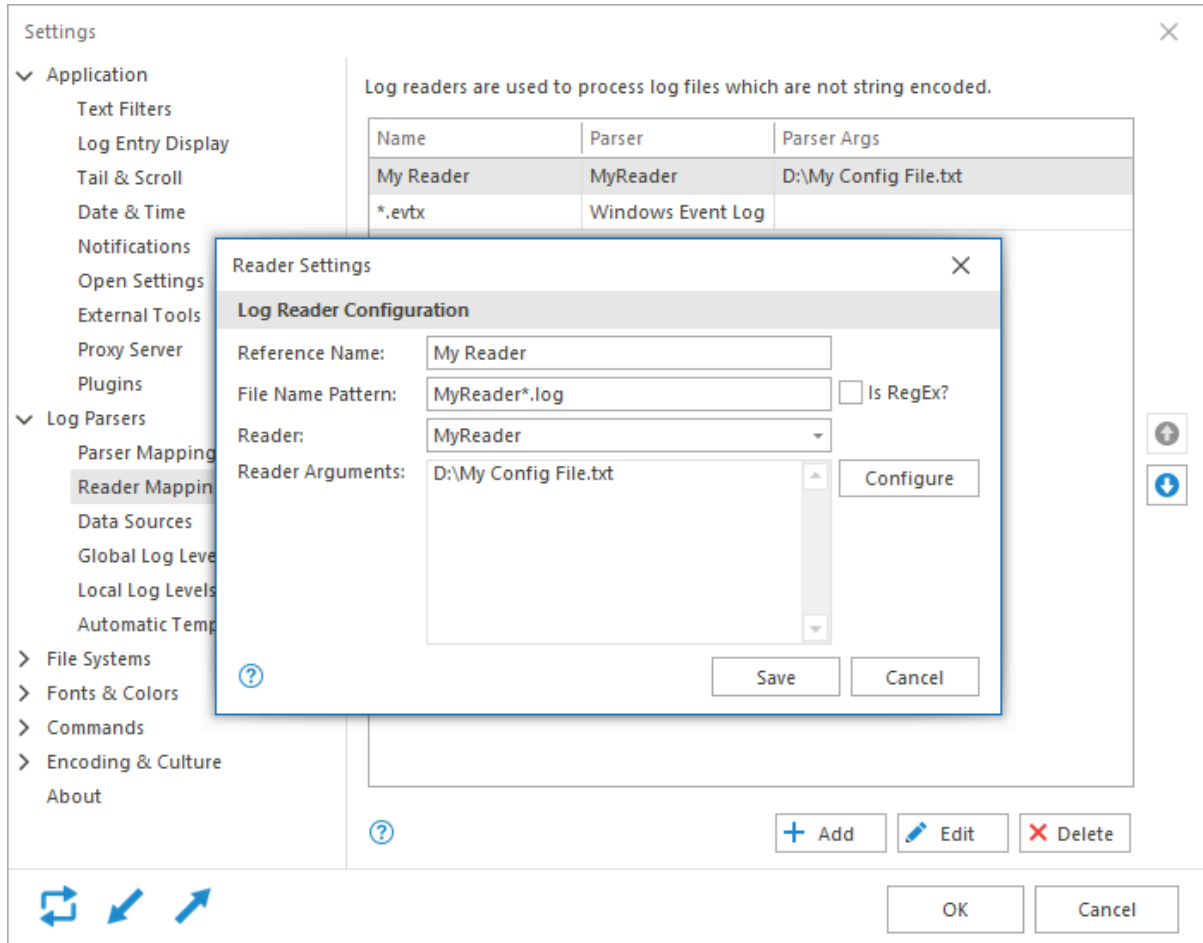 Settings
Application
Text Filters
Log Entry Display
Tail & Scroll
Date & Time
Notifications
Open Settings
External Tools
Proxy Server
Plugins
Log Parsers
Parser Mapping
Reader Mappin
Data Sources
Global Log Leve
Local Log Levels
Automatic Temp
File Systems
Fonts & Colors
Commands
Encoding & Culture
About
Log readers are used to process log files which are not string encoded.
Name Parser Parser Args
My Reader MyReader D:\My Config File.txt
*.evtx Windows Event Log
Reader Settings
Log Reader Configuration
Reference Name: My Reader
File Name Pattern: MyReader*.log Is RegEx?
Reader: MyReader
Reader Arguments: D:\My Config File.txt Configure
Save Cancel
Add Edit Delete
OK Cancel